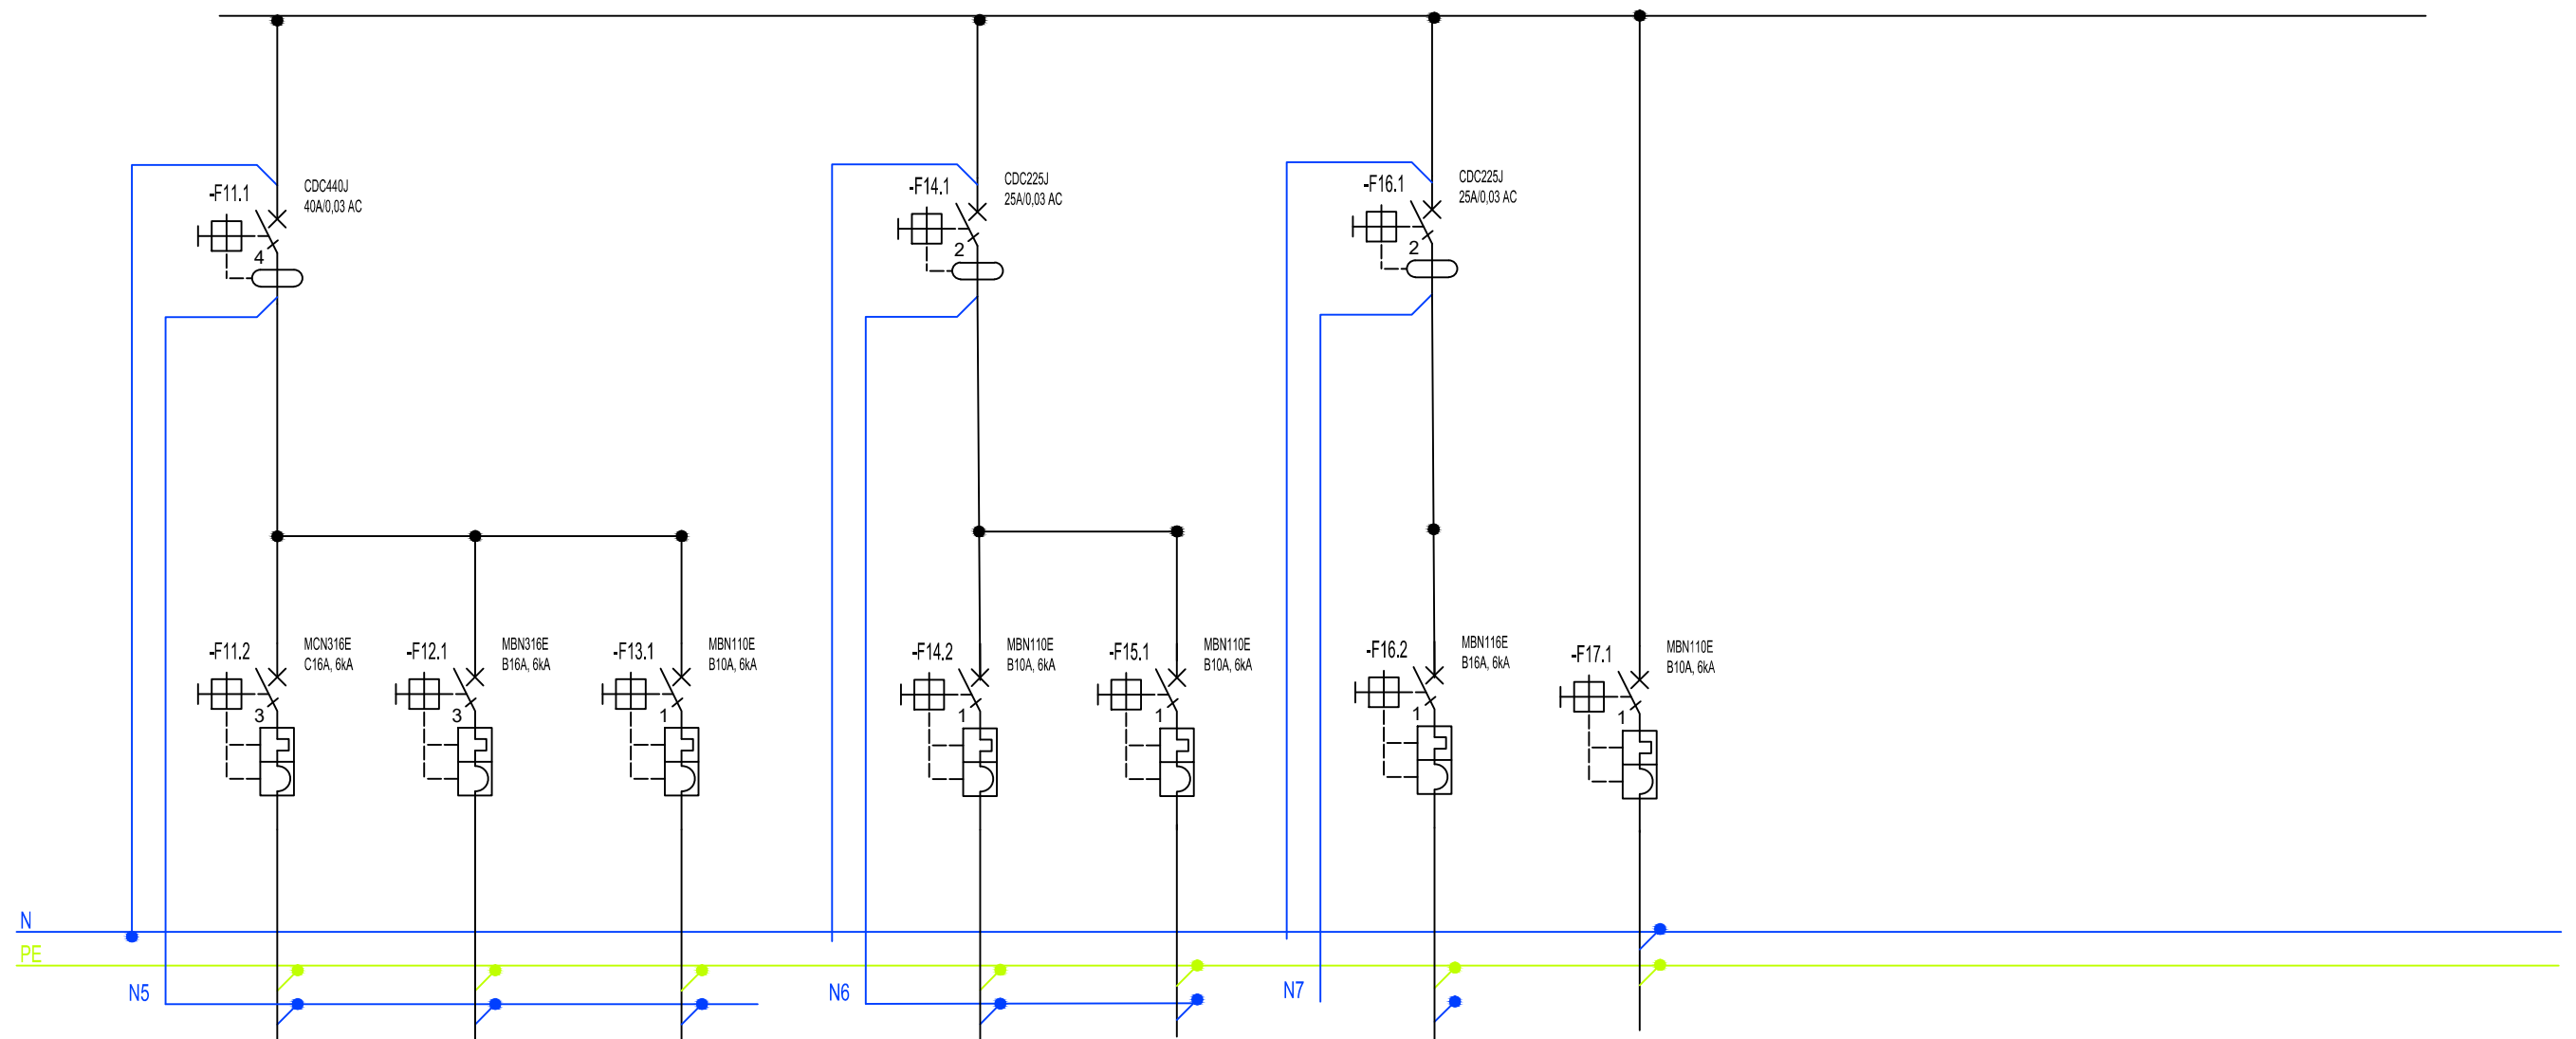 -F11.1
CDC440J
40A/0,03 AC
4
-F14.1
CDC225J
25A/0,03 AC
2
-F16.1
CDC225J
25A/0,03 AC
2
-F11.2
MCN316E
C16A, 6kA
3
-F12.1
MBN316E
B16A, 6kA
3
-F13.1
MBN110E
B10A, 6kA
1
-F14.2
MBN110E
B10A, 6kA
1
-F15.1
MBN110E
B10A, 6kA
1
-F16.2
MBN116E
B16A, 6kA
1
-F17.1
MBN110E
B10A, 6kA
1
N
PE
N5
N6
N7